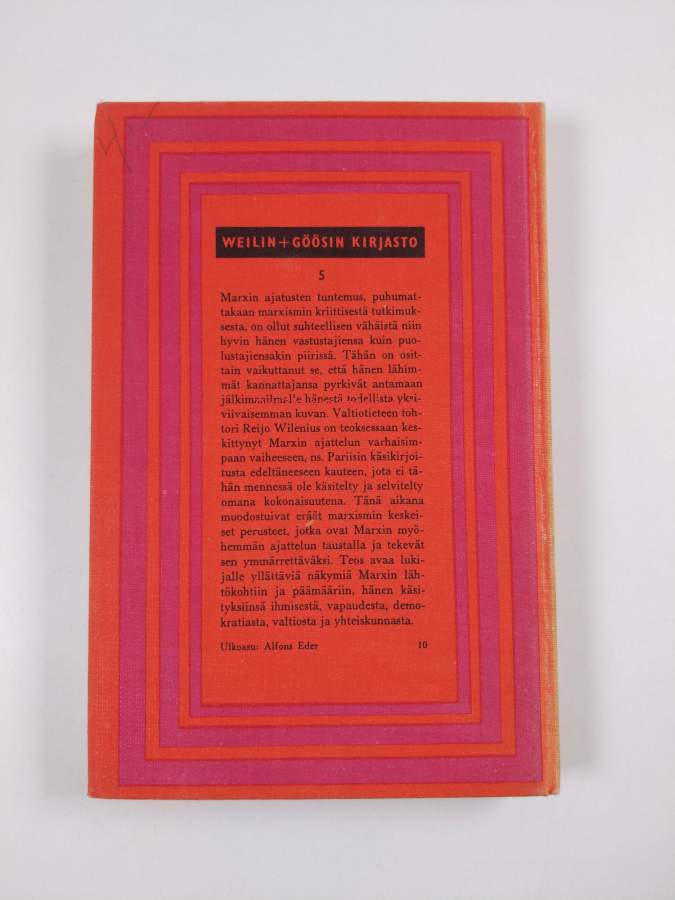 WEILIN+GÖÖSIN KIRJASTO
5
Marxin ajatusten tuntemus, puhumat-
takaan marxismin kriittisestä tutkimuk-
sesta, on ollut suhteellisen vähäistä niin
hyvin hänen vastustajiensa kuin puo-
lustajiensakin piirissä. Tähän on osit-
tain vaikuttanut se, että hänen lähim-
mät kannattajansa pyrkivät antamaan
jälkimaailmalle hänestä todellista yksi-
viivaisemman kuvan. Valtiotieteen toh-
tori Reijo Wilenius on teoksessaan kes-
kittynyt Marxin ajattelun varhaisim-
paan vaiheeseen, ns. Pariisin käsikirjoi-
tusta edeltäneeseen kauteen, jota ei tä-
hän mennessä ole käsitelty ja selvitelty
omana kokonaisuutena. Tänä aikana
muodostuivat eräät marxismin keskei-
set perusteet, jotka ovat Marxin myö-
hemmän ajattelun taustalla ja tekevät
sen ymmärrettäväksi. Teos avaa luki-
jalle yllättäviä näkymiä Marxin läh-
tökohtiin ja päämääriin, hänen käsi-
tyksiinsä ihmisestä, vapaudesta, demo-
kratiasta, valtiosta ja yhteiskunnasta.
Ulkoasu: Alfons Eder 10